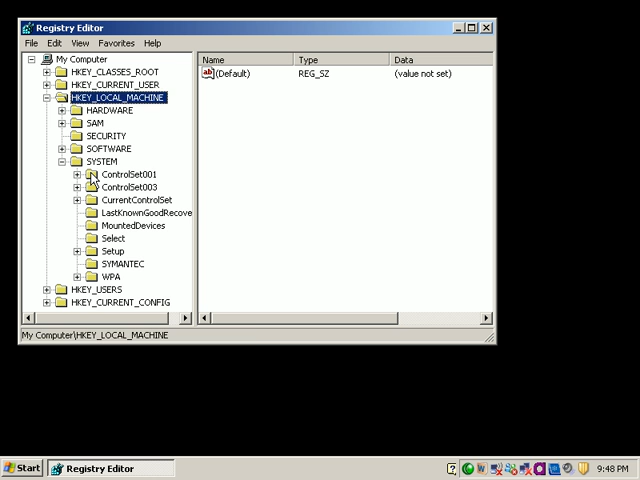 Registry Editor
File Edit View Favorites Help
My Computer
HKEY_CLASSES_ROOT
HKEY_CURRENT_USER
HKEY_LOCAL_MACHINE
HARDWARE
SAM
SECURITY
SOFTWARE
SYSTEM
ControlSet001
ControlSet003
CurrentControlSet
LastKnownGoodRecove
MountedDevices
Select
Setup
SYMANTEC
WPA
HKEY_USERS
HKEY_CURRENT_CONFIG
Name Type Data
ab (Default) REG_SZ (value not set)
My Computer\HKEY_LOCAL_MACHINE
Start Registry Editor ? W 9:48 PM